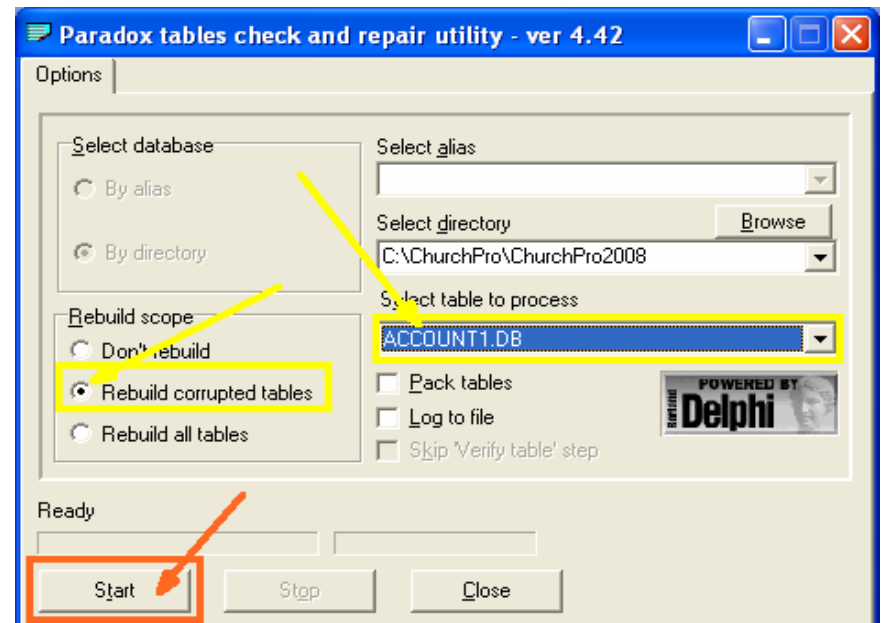 Paradox tables check and repair utility - ver 4.42
Options
Select database
By alias
By directory
Select alias
Select directory
Browse
C:\ChurchPro\ChurchPro2008
Select table to process
ACCOUNT1.DB
Rebuild scope
Don't rebuild
Rebuild corrupted tables
Rebuild all tables
Pack tables
Log to file
Skip 'Verify table' step
POWERED BY
Borland
Delphi
Ready
Start
Stop
Close